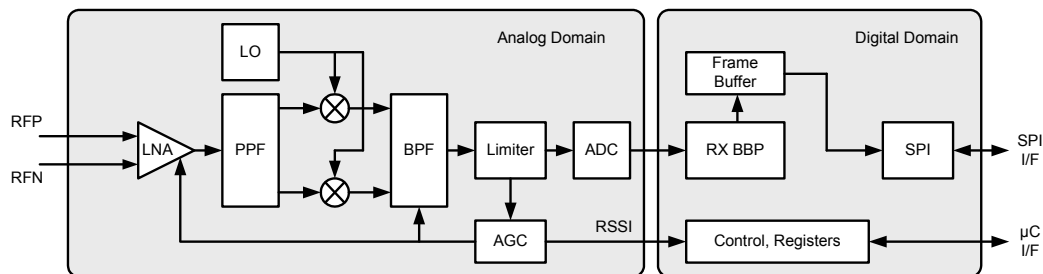 Analog Domain
Digital Domain
LO
Frame
Buffer
RFP
RFN
LNA
PPF
BPF
Limiter
ADC
RX BBP
SPI
SPI
I/F
AGC
RSSI
Control, Registers
µC
I/F